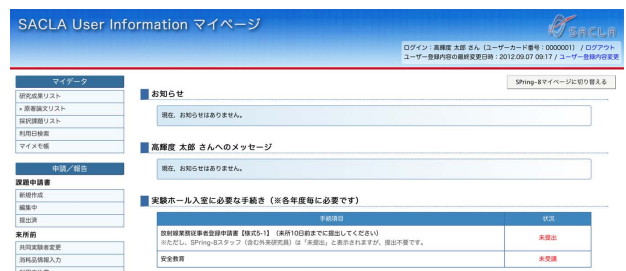 SACLA User Information マイページ
SACLA
ログイン：高輝度 太郎 さん（ユーザーカード番号：0000001） / ログアウト
ユーザー登録内容の最終変更日時：2012.09.07 09:17 / ユーザー登録内容変更
SPring-8マイページに切り替える
マイデータ
研究成果リスト
» 原著論文リスト
採択課題リスト
利用日検索
マイメモ帳
申請／報告
課題申請書
新規作成
編集中
提出済
来所前
共同実験者変更
消耗品情報入力
お知らせ
現在、お知らせはありません。
高輝度 太郎 さんへのメッセージ
現在、お知らせはありません。
実験ホール入室に必要な手続き（※各年度毎に必要です）
手続項目 状況
放射線業務従事者登録申請書【様式5-1】（来所10日前までに提出してください）
※ただし、SPring-8スタッフ（含む外来研究員）は「未提出」と表示されますが、提出不要です。
未提出
安全教育 未受講